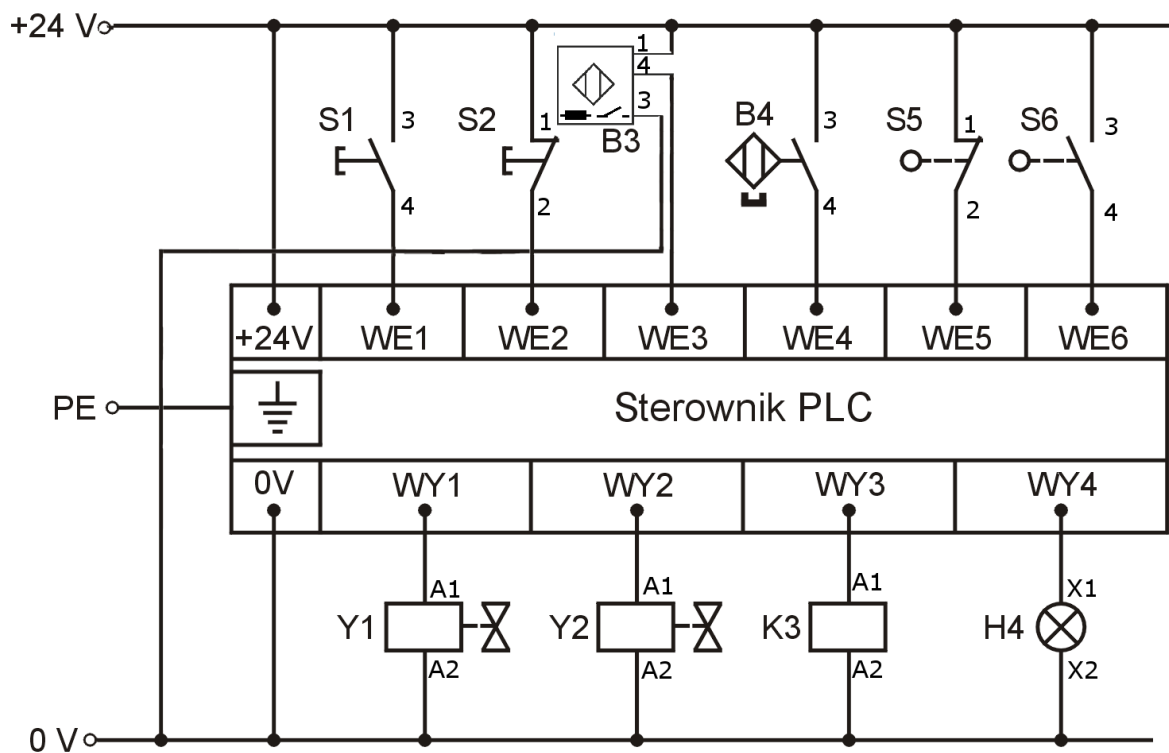 +24 V
1
4
S1 3 S2 1 3 B4 3 S5 1 S6 3
B3
4 2 4 2 4
+24V WE1 WE2 WE3 WE4 WE5 WE6
PE Sterownik PLC
0V WY1 WY2 WY3 WY4
A1 A1 A1 X1
Y1 Y2 K3 H4
A2 A2 A2 X2
0 V